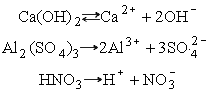 Ca(OH)₂⇌Ca²⁺ + 2OH⁻
Al₂(SO₄)₃→2Al³⁺ + 3SO₄²⁻
HNO₃→H⁺ + NO₃⁻